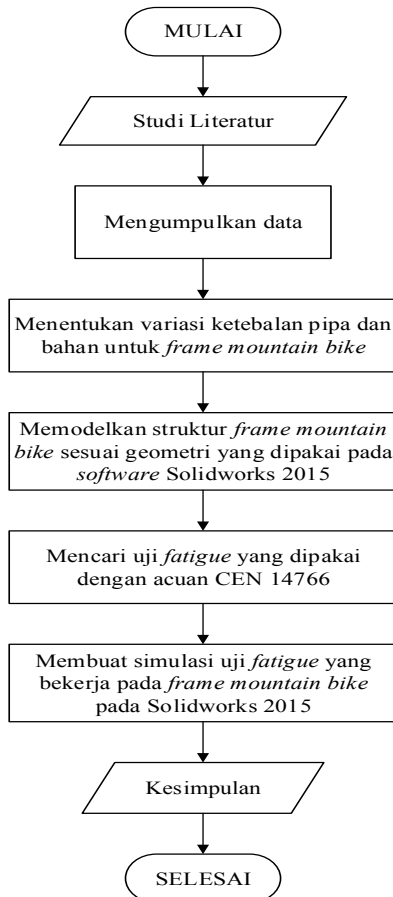 MULAI
Studi Literatur
Mengumpulkan data
Menentukan variasi ketebalan pipa dan
bahan untuk frame mountain bike
Memodelkan struktur frame mountain
bike sesuai geometri yang dipakai pada
software Solidworks 2015
Mencari uji fatigue yang dipakai
dengan acuan CEN 14766
Membuat simulasi uji fatigue yang
bekerja pada frame mountain bike
pada Solidworks 2015
Kesimpulan
SELESAI